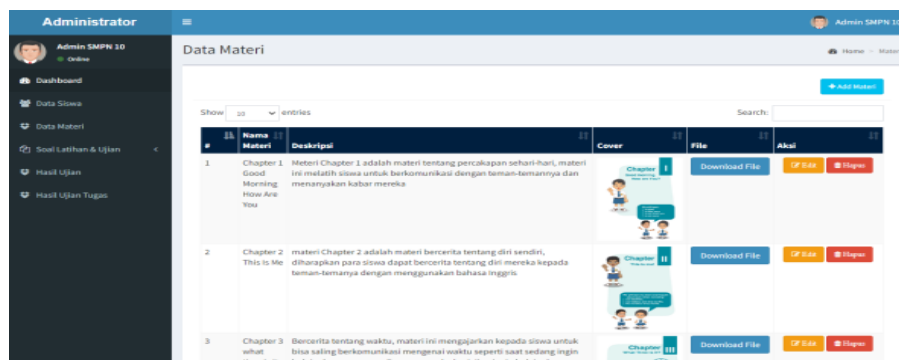 Administrator
Admin SMPN 10
Admin SMPN 10
Online
Data Materi
Home
Dashboard
Data Siswa
Data Materi
Soal Latihan & Ujian
Hasil Ujian
Hasil Ujian Tugas
+ Add Materi
Show 10 entries
Search:
# Nama Materi Deskripsi Cover File Aksi
1 Chapter 1 Meteri Chapter 1 adalah materi tentang percakapan sehari-hari, materi
Good ini melatih siswa untuk berkomunikasi dengan teman-temannya dan
Morning menanyakan kabar mereka
How Are
You
Chapter I
Download File
Edit Hapus
2 Chapter 2 materi Chapter 2 adalah materi bercerita tentang diri sendiri,
This Is Me diharapkan para siswa dapat bercerita tentang diri mereka kepada
teman-temanya dengan menggunakan bahasa Inggris
Chapter II
Download File
Edit Hapus
3 Chapter 3 Bercerita tentang waktu, materi ini mengajarkan kepada siswa untuk
what bisa saling berkomunikasi mengenai waktu seperti saat sedang ingin
Chapter III
Download File
Edit Hapus